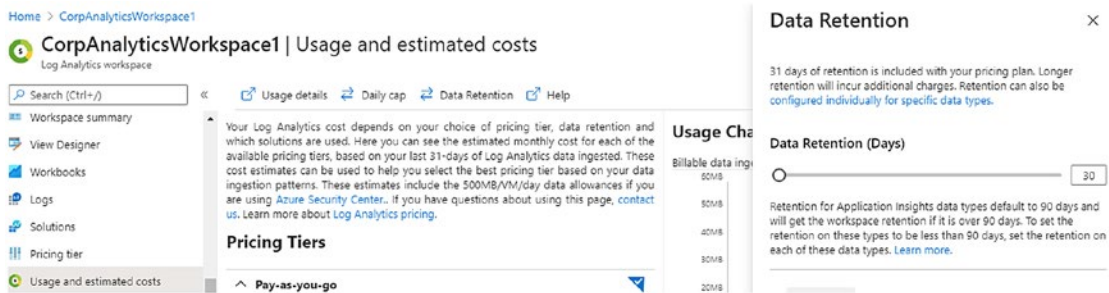 Home > CorpAnalyticsWorkspace1
CorpAnalyticsWorkspace1 | Usage and estimated costs
Log Analytics workspace
Search (Ctrl+/)
«
Workspace summary
View Designer
Workbooks
Logs
Solutions
Pricing tier
Usage and estimated costs
Usage details
Daily cap
Data Retention
Help
Your Log Analytics cost depends on your choice of pricing tier, data retention and
which solutions are used. Here you can see the estimated monthly cost for each of the
available pricing tiers, based on your last 31-days of Log Analytics data ingested. These
cost estimates can be used to help you select the best pricing tier based on your data
ingestion patterns. These estimates include the 500MB/VM/day data allowances if you
are using Azure Security Center.. If you have questions about using this page, contact
us. Learn more about Log Analytics pricing.
Pricing Tiers
Pay-as-you-go
Usage Cha
Billable data inge
60MB
50MB
40MB
30MB
20MB
Data Retention
31 days of retention is included with your pricing plan. Longer
retention will incur additional charges. Retention can also be
configured individually for specific data types.
Data Retention (Days)
30
Retention for Application Insights data types default to 90 days and
will get the workspace retention if it is over 90 days. To set the
retention on these types to be less than 90 days, set the retention on
each of these data types. Learn more.